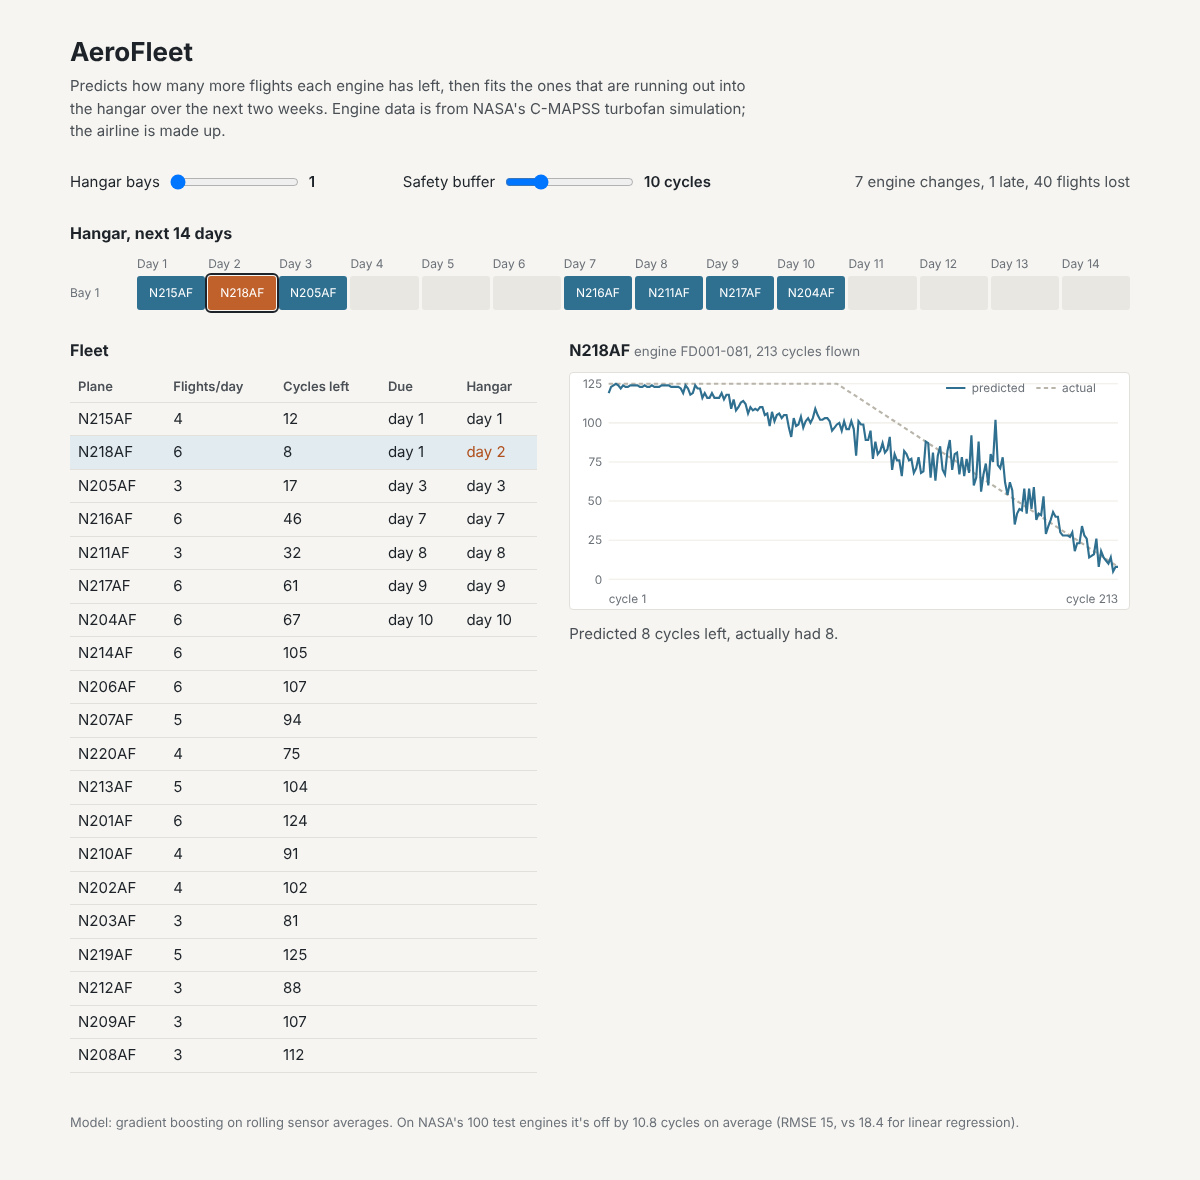 AeroFleet
Predicts how many more flights each engine has left, then fits the ones that are running out into
the hangar over the next two weeks. Engine data is from NASA's C-MAPSS turbofan simulation;
the airline is made up.
Hangar bays 1 Safety buffer 10 cycles 7 engine changes, 1 late, 40 flights lost
Hangar, next 14 days
Day 1 Day 2 Day 3 Day 4 Day 5 Day 6 Day 7 Day 8 Day 9 Day 10 Day 11 Day 12 Day 13 Day 14
Bay 1 N215AF N218AF N205AF N216AF N211AF N217AF N204AF
Fleet
Plane Flights/day Cycles left Due Hangar
N215AF 4 12 day 1 day 1
N218AF 6 8 day 1 day 2
N205AF 3 17 day 3 day 3
N216AF 6 46 day 7 day 7
N211AF 3 32 day 8 day 8
N217AF 6 61 day 9 day 9
N204AF 6 67 day 10 day 10
N214AF 6 105
N206AF 6 107
N207AF 5 94
N220AF 4 75
N213AF 5 104
N201AF 6 124
N210AF 4 91
N202AF 4 102
N203AF 3 81
N219AF 5 125
N212AF 3 88
N209AF 3 107
N208AF 3 112
N218AF engine FD001-081, 213 cycles flown
predicted actual
125
100
75
50
25
0
cycle 1 cycle 213
Predicted 8 cycles left, actually had 8.
Model: gradient boosting on rolling sensor averages. On NASA's 100 test engines it's off by 10.8 cycles on average (RMSE 15, vs 18.4 for linear regression).